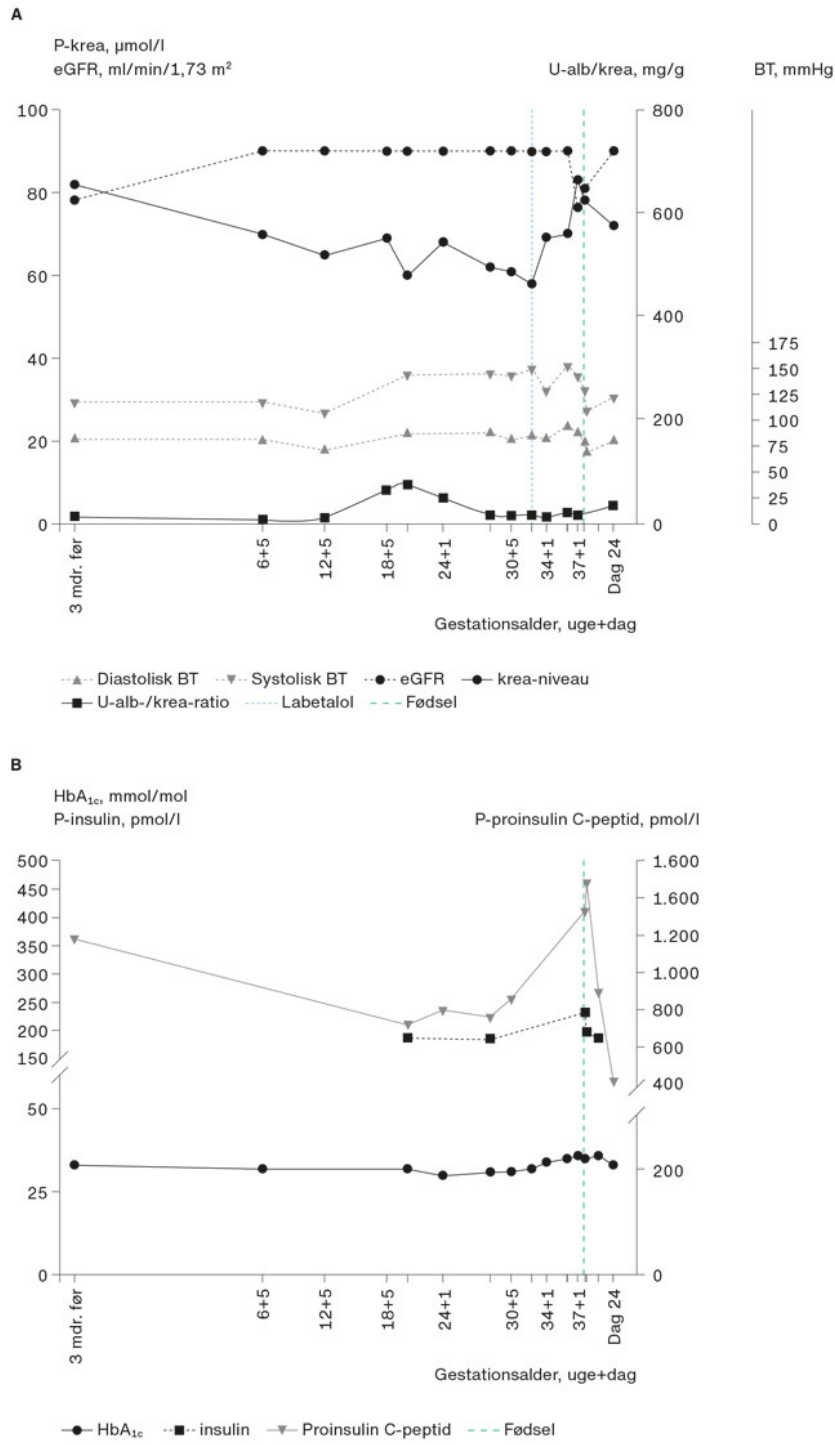 A
P-krea, µmol/l
eGFR, ml/min/1,73 m²
U-alb/krea, mg/g
BT, mmHg
100
80
60
40
20
0
800
600
400
200
0
175
150
125
100
75
50
25
0
3 mdr. før
6+5
12+5
18+5
24+1
30+5
34+1
37+1
Dag 24
Gestationsalder, uge+dag
Diastolisk BT
Systolisk BT
eGFR
krea-niveau
U-alb-/krea-ratio
Labetalol
Fødsel
B
HbA₁c, mmol/mol
P-insulin, pmol/l
P-proinsulin C-peptid, pmol/l
500
450
400
350
300
250
200
150
50
25
0
1.600
1.600
1.200
1.000
800
600
400
200
0
3 mdr. før
6+5
12+5
18+5
24+1
30+5
34+1
37+1
Dag 24
Gestationsalder, uge+dag
HbA₁c
insulin
Proinsulin C-peptid
Fødsel